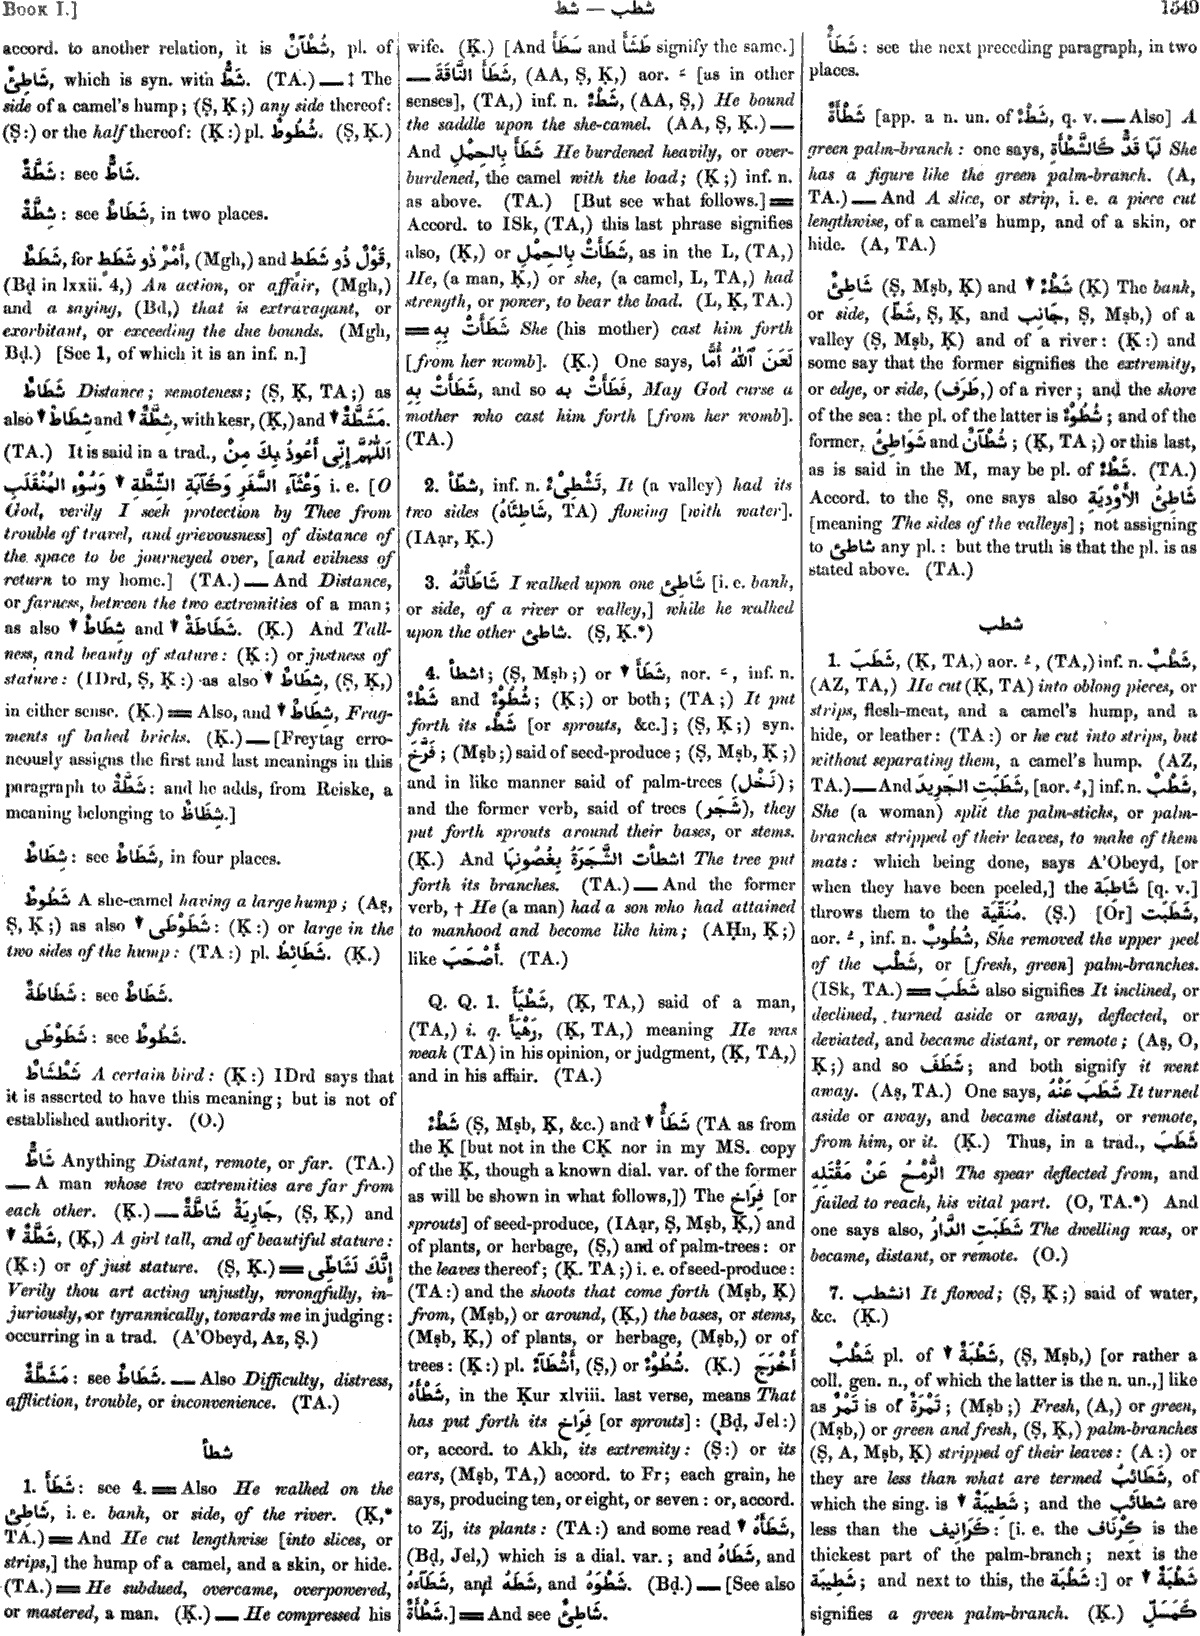 BOOK I.]
شط — شطب
1549
accord. to another relation, it is شُطْآنٌ, pl. of
شَاطِئٌ, which is syn. with شَطٌّ. (TA.) — ‡ The
side of a camel's hump; (Ṣ, Ḳ;) any side thereof:
(Ṣ:) or the half thereof: (Ḳ:) pl. شُطُوطٌ. (Ṣ, Ḳ.)
شَطَّةٌ: see شَاطٌّ.
شِطَّةٌ: see شَطَاطٌ, in two places.
شَطَطٌ, for أَمْرٌ ذُو شَطَطٍ, (Mgh,) and قَوْلٌ ذُو شَطَطٍ,
(Bḍ in lxxii. 4,) An action, or affair, (Mgh,)
and a saying, (Bḍ,) that is extravagant, or
exorbitant, or exceeding the due bounds. (Mgh,
Bḍ.) [See 1, of which it is an inf. n.]
شَطَاطٌ Distance; remoteness; (Ṣ, Ḳ, TA;) as
also ▼ شِطَاطٌ and ▼ شِطَّةٌ, with kesr, (Ḳ,) and ▼ مَشَطَّةٌ.
(TA.) It is said in a trad., اَللّٰهُمَّ إِنِّى أَعُوذُ بِكَ مِنْ
وَعْثَآءِ السَّفَرِ وَكَآبَةِ الشِّطَّةِ ▼ وَسُوْءِ المُنْقَلَبِ i. e. [O
God, verily I seek protection by Thee from
trouble of travel, and grievousness] of distance of
the space to be journeyed over, [and evilness of
return to my home.] (TA.) — And Distance,
or farness, between the two extremities of a man;
as also ▼ شِطَاطٌ and ▼ شَطَاطَةٌ. (Ḳ.) And Tall-
ness, and beauty of stature: (Ḳ:) or justness of
stature: (IDrd, Ṣ, Ḳ:) as also ▼ شِطَاطٌ, (Ṣ, Ḳ,)
in either sense. (Ḳ.) ═ Also, and ▼ شِطَاطٌ, Frag-
ments of baked bricks. (Ḳ.) — [Freytag erro-
neously assigns the first and last meanings in this
paragraph to شَطَّةٌ: and he adds, from Reiske, a
meaning belonging to شِظَاظٌ.]
شِطَاطٌ: see شَطَاطٌ, in four places.
شَطُوطٌ A she-camel having a large hump; (Aṣ,
Ṣ, Ḳ;) as also ▼ شَطَوْطَى: (Ḳ:) or large in the
two sides of the hump: (TA:) pl. شَطَائِطُ. (Ḳ.)
شَطَاطَةٌ: see شَطَاطٌ.
شَطَوْطَى: see شَطُوطٌ.
شَطْشَاطٌ A certain bird: (Ḳ:) IDrd says that
it is asserted to have this meaning; but is not of
established authority. (O.)
شَاطٌّ Anything Distant, remote, or far. (TA.)
— A man whose two extremities are far from
each other. (Ḳ.) — جَارِيَةٌ شَاطَّةٌ, (Ṣ, Ḳ,) and
▼ شَطَّةٌ, (Ḳ,) A girl tall, and of beautiful stature:
(Ḳ:) or of just stature. (Ṣ, Ḳ.) ═ إِنَّكَ لَشَاطِّى
Verily thou art acting unjustly, wrongfully, in-
juriously, or tyrannically, towards me in judging:
occurring in a trad. (A'Obeyd, Az, Ṣ.)
مَشَطَّةٌ: see شَطَاطٌ. — Also Difficulty, distress,
affliction, trouble, or inconvenience. (TA.)
شطأ
1. شَطَأَ: see 4. ═ Also He walked on the
شَاطِئ, i. e. bank, or side, of the river. (Ḳ,*
TA.) ═ And He cut lengthwise [into slices, or
strips,] the hump of a camel, and a skin, or hide.
(TA.) ═ He subdued, overcame, overpowered,
or mastered, a man. (Ḳ.) — He compressed his
wife. (Ḳ.) [And سَطَأَ and طَشَأَ signify the same.]
— شَطَأَ النَّاقَةَ, (AA, Ṣ, Ḳ,) aor. ـَ [as in other
senses], (TA,) inf. n. شَطْءٌ, (AA, Ṣ,) He bound
the saddle upon the she-camel. (AA, Ṣ, Ḳ.) —
And شَطَأَ بِالحِمْلِ He burdened heavily, or over-
burdened, the camel with the load; (Ḳ;) inf. n.
as above. (TA.) [But see what follows.] ═
Accord. to ISk, (TA,) this last phrase signifies
also, (Ḳ,) or شَطَأَتْ بِالحِمْلِ, as in the L, (TA,)
He, (a man, Ḳ,) or she, (a camel, L, TA,) had
strength, or power, to bear the load. (L, Ḳ, TA.)
═ شَطَأَتْ بِهِ She (his mother) cast him forth
[from her womb]. (Ḳ.) One says, لَعَنَ ٱللّٰهُ أُمًّا
شَطَأَتْ بِهِ, and so فَطَأَتْ به, May God curse a
mother who cast him forth [from her womb].
(TA.)
2. شَطَّأَ, inf. n. تَشْطِىْءٌ, It (a valley) had its
two sides (شَاطِئَاهُ, TA) flowing [with water].
(IAạr, Ḳ.)
3. شَاطَأْتُهُ I walked upon one شَاطِئ [i. e. bank,
or side, of a river or valley,] while he walked
upon the other شاطئ. (Ṣ, Ḳ.*)
4. اشطأ; (Ṣ, Mṣb;) or ▼ شَطَأَ, aor. ـَ, inf. n.
شَطْءٌ and شُطُوْءٌ; (Ḳ;) or both; (TA;) It put
forth its شَطْء [or sprouts, &c.]; (Ṣ, Ḳ;) syn.
فَرَّخَ; (Mṣb;) said of seed-produce; (Ṣ, Mṣb, Ḳ;)
and in like manner said of palm-trees (نَخْل);
and the former verb, said of trees (شَجَر), they
put forth sprouts around their bases, or stems.
(Ḳ.) And اشطأت الشَّجَرَةُ بِغُصُونِهَا The tree put
forth its branches. (TA.) — And the former
verb, † He (a man) had a son who had attained
to manhood and become like him; (AḤn, Ḳ;)
like أَصْحَبَ. (TA.)
Q. Q. 1. شَطْيَأَ, (Ḳ, TA,) said of a man,
(TA,) i. q. رَهْيَأَ, (Ḳ, TA,) meaning He was
weak (TA) in his opinion, or judgment, (Ḳ, TA,)
and in his affair. (TA.)
شَطْءٌ (Ṣ, Mṣb, Ḳ, &c.) and ▼ شَطَأٌ (TA as from
the Ḳ [but not in the CK nor in my MS. copy
of the Ḳ, though a known dial. var. of the former
as will be shown in what follows,]) The فِرَاخ [or
sprouts] of seed-produce, (IAạr, Ṣ, Mṣb, Ḳ,) and
of plants, or herbage, (Ṣ,) and of palm-trees: or
the leaves thereof; (Ḳ. TA;) i. e. of seed-produce:
(TA:) and the shoots that come forth (Mṣb, Ḳ)
from, (Mṣb,) or around, (Ḳ,) the bases, or stems,
(Mṣb, Ḳ,) of plants, or herbage, (Mṣb,) or of
trees: (Ḳ:) pl. أَشْطَآءٌ, (Ṣ,) or شُطُوْءٌ. (Ḳ.) أَخْرَجَ
شَطْأَهُ, in the Ḳur xlviii. last verse, means That
has put forth its فِرَاخ [or sprouts]: (Bḍ, Jel:)
or, accord. to Akh, its extremity: (Ṣ:) or its
ears, (Mṣb, TA,) accord. to Fr; each grain, he
says, producing ten, or eight, or seven: or, accord.
to Zj, its plants: (TA:) and some read ▼ شَطَأَهُ,
(Bḍ, Jel,) which is a dial. var.; and شَطَاهُ, and
شَطَآءَهُ, and شَطَهُ, and شَطْوَهُ. (Bḍ.) — [See also
شَطْأَةٌ.] ═ And see شَاطِئٌ.
شَطَأٌ: see the next preceding paragraph, in two
places.
شَطْأَةٌ [app. a n. un. of شَطْءٌ, q. v. — Also] A
green palm-branch: one says, لَهَا قَدٌّ كَالشَّطْأَةِ She
has a figure like the green palm-branch. (A,
TA.) — And A slice, or strip, i. e. a piece cut
lengthwise, of a camel's hump, and of a skin, or
hide. (A, TA.)
شَاطِئٌ (Ṣ, Mṣb, Ḳ) and ▼ شَطْءٌ (Ḳ) The bank,
or side, (شَطّ, Ṣ, Ḳ, and جَانِب, Ṣ, Mṣb,) of a
valley (Ṣ, Mṣb, Ḳ) and of a river: (Ḳ:) and
some say that the former signifies the extremity,
or edge, or side, (طَرَف,) of a river; and the shore
of the sea: the pl. of the latter is شُطُوْءٌ; and of the
former, شَوَاطِئُ and شُطْآنٌ; (Ḳ, TA;) or this last,
as is said in the M, may be pl. of شَطْءٌ. (TA.)
Accord. to the Ṣ, one says also شَاطِئُ الأَوْدِيَةِ
[meaning The sides of the valleys]; not assigning
to شاطئ any pl.: but the truth is that the pl. is as
stated above. (TA.)
شطب
1. شَطَبَ, (Ḳ, TA,) aor. ـُ, (TA,) inf. n. شَطْبٌ,
(AZ, TA,) He cut (Ḳ, TA) into oblong pieces, or
strips, flesh-meat, and a camel's hump, and a
hide, or leather: (TA:) or he cut into strips, but
without separating them, a camel's hump. (AZ,
TA.) — And شَطَبَتِ الجَرِيدَ, [aor. ـُ,] inf. n. شَطْبٌ,
She (a woman) split the palm-sticks, or palm-
branches stripped of their leaves, to make of them
mats: which being done, says A'Obeyd, [or
when they have been peeled,] the شَاطِبَة [q. v.]
throws them to the مُنَقِّيَة. (Ṣ.) [Or] شَطَبَت,
aor. ـُ, inf. n. شُطُوبٌ, She removed the upper peel
of the شَطْب, or [fresh, green] palm-branches.
(ISk, TA.) ═ شَطَبَ also signifies It inclined, or
declined, turned aside or away, deflected, or
deviated, and became distant, or remote; (Aṣ, O,
Ḳ;) and so شَطَفَ; and both signify it went
away. (Aṣ, TA.) One says, شَطَبَ عَنْهُ It turned
aside or away, and became distant, or remote,
from him, or it. (Ḳ.) Thus, in a trad., شَطَبَ
الرُّمْحُ عَنْ مَقْتَلِهِ The spear deflected from, and
failed to reach, his vital part. (O, TA.*) And
one says also, شَطَبَتِ الدَّارُ The dwelling was, or
became, distant, or remote. (O.)
7. انشطب It flowed; (Ṣ, Ḳ;) said of water,
&c. (Ḳ.)
شَطْبٌ pl. of ▼ شَطْبَةٌ, (Ṣ, Mṣb,) [or rather a
coll. gen. n., of which the latter is the n. un.,] like
as تَمْرٌ is of تَمْرَةٌ; (Mṣb;) Fresh, (A,) or green,
(Mṣb,) or green and fresh, (Ṣ, Ḳ,) palm-branches
(Ṣ, A, Mṣb, Ḳ) stripped of their leaves: (A:) or
they are less than what are termed شَطَائِبُ, of
which the sing. is ▼ شَطِيبَةٌ; and the شَطَائِب are
less than the كَرَانِيف: [i. e. the كُرْنَاف is the
thickest part of the palm-branch; next is the
شَطِيبَة; and next to this, the شَطْبَة:] or ▼ شَطْبَةٌ
signifies a green palm-branch. (Ḳ.) كَمَسَلِّ